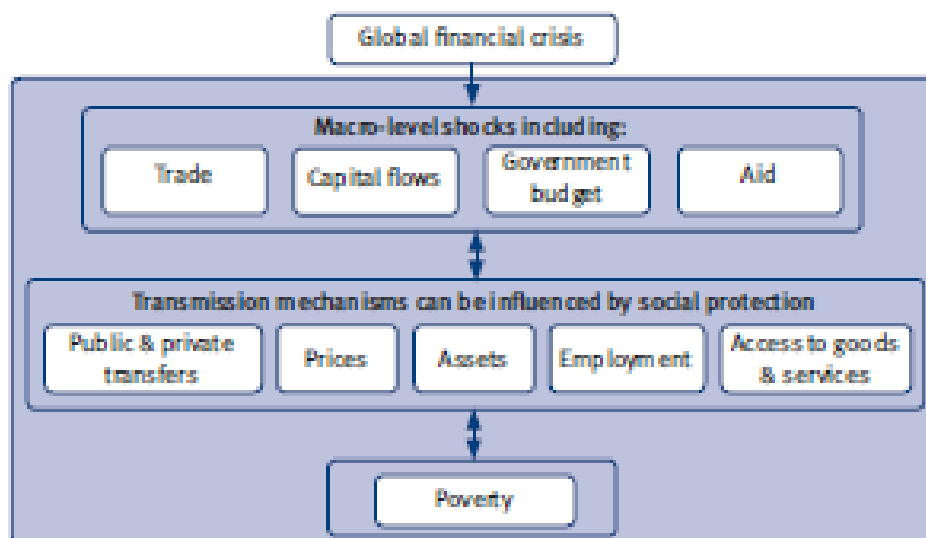 Global financial crisis
Macro-level shocks including:
Trade
Capital flows
Government
budget
Aid
Transmission mechanisms can be influenced by social protection
Public & private
transfers
Prices
Assets
Employment
Access to goods
& services
Poverty